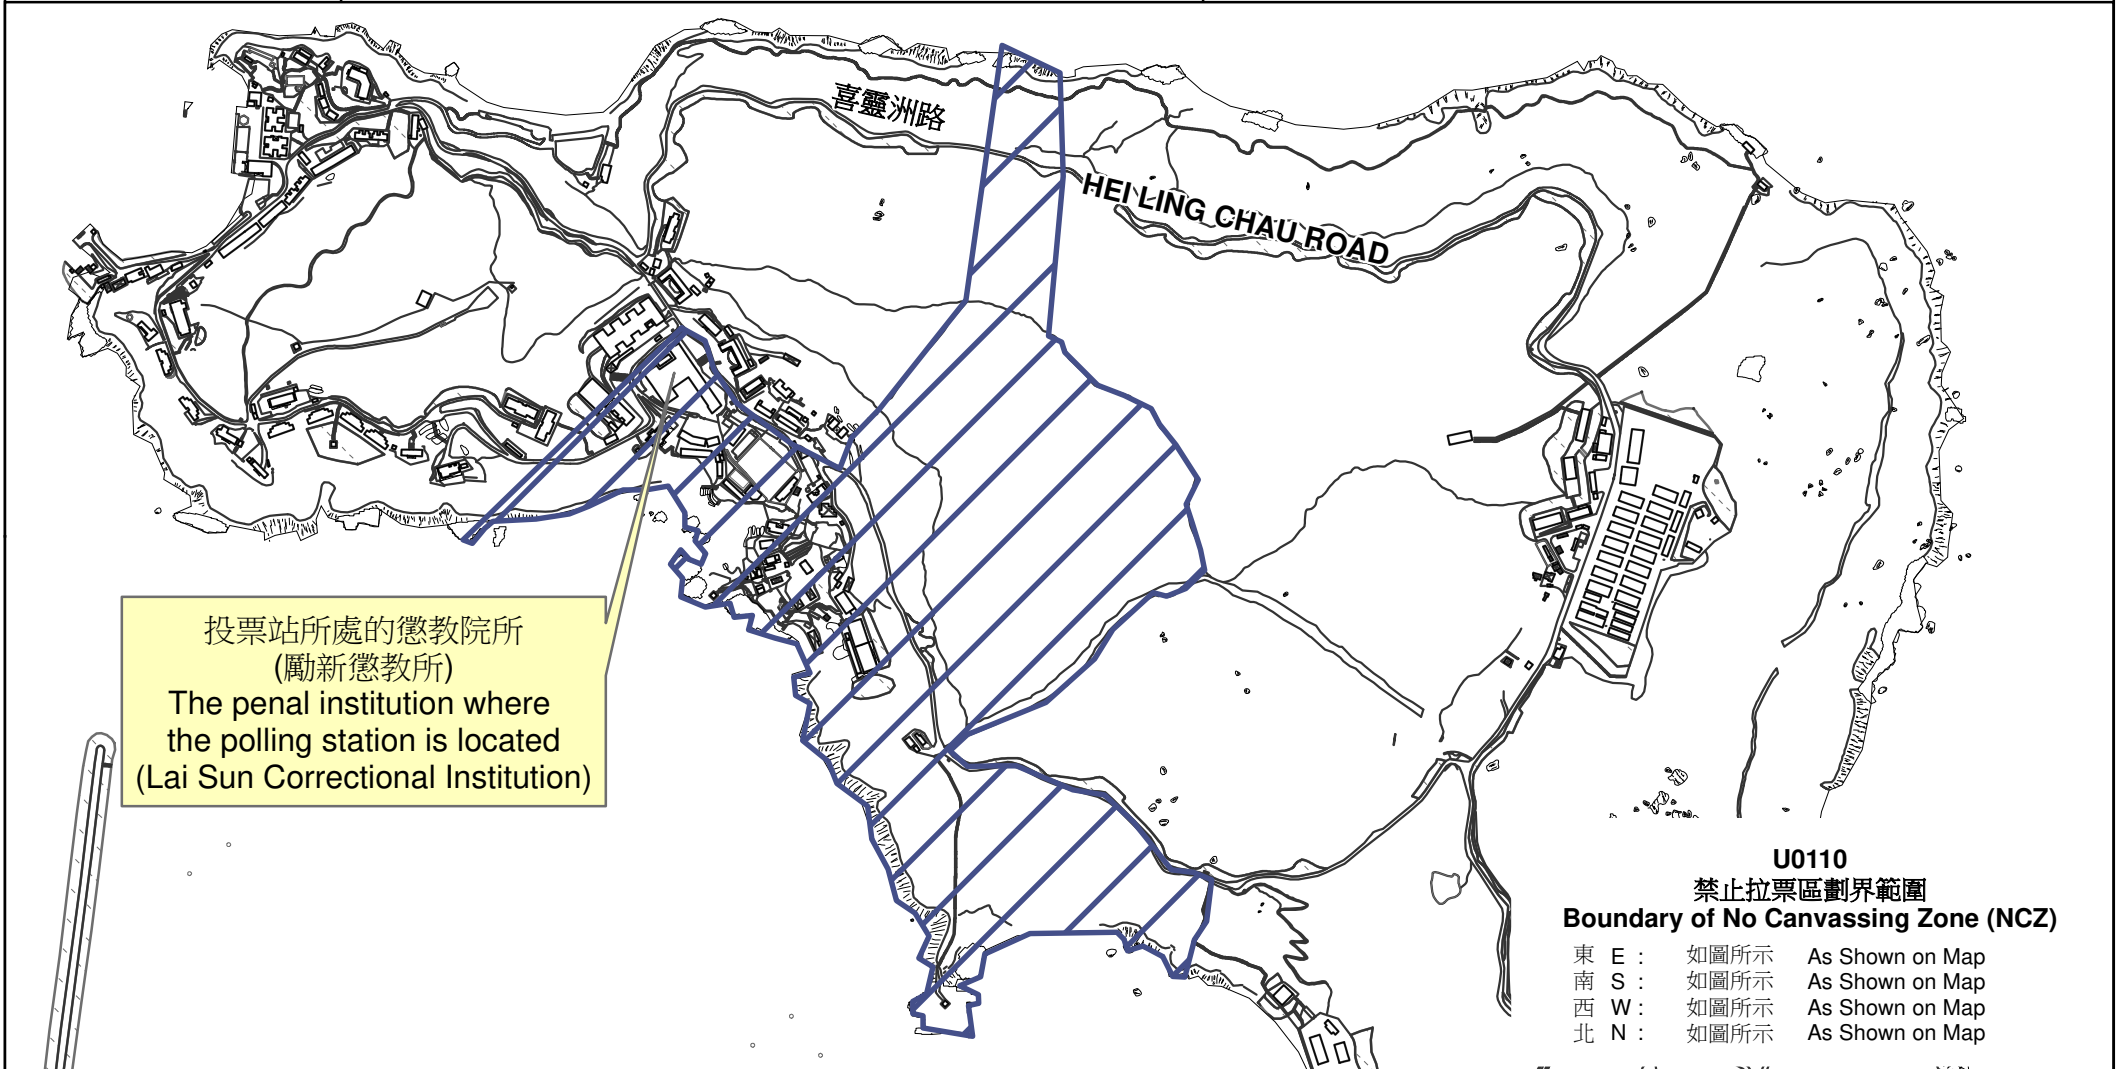 喜靈洲路
HEI LING CHAU ROAD
投票站所處的懲教院所
(勵新懲教所)
The penal institution where
the polling station is located
(Lai Sun Correctional Institution)
U0110
禁止拉票區劃界範圍
Boundary of No Canvassing Zone (NCZ)
東 E : 如圖所示 As Shown on Map
南 S : 如圖所示 As Shown on Map
西 W : 如圖所示 As Shown on Map
北 N : 如圖所示 As Shown on Map